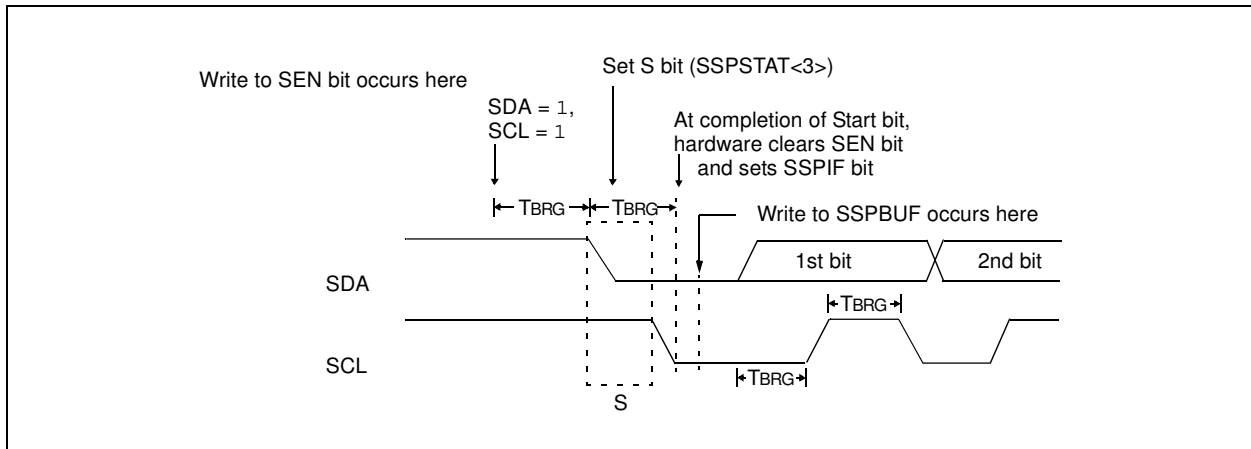 Write to SEN bit occurs here
Set S bit (SSPSTAT<3>)
SDA = 1,
SCL = 1
At completion of Start bit,
hardware clears SEN bit
and sets SSPIF bit
TBRG
TBRG
Write to SSPBUF occurs here
SDA
1st bit
2nd bit
TBRG
SCL
TBRG
S